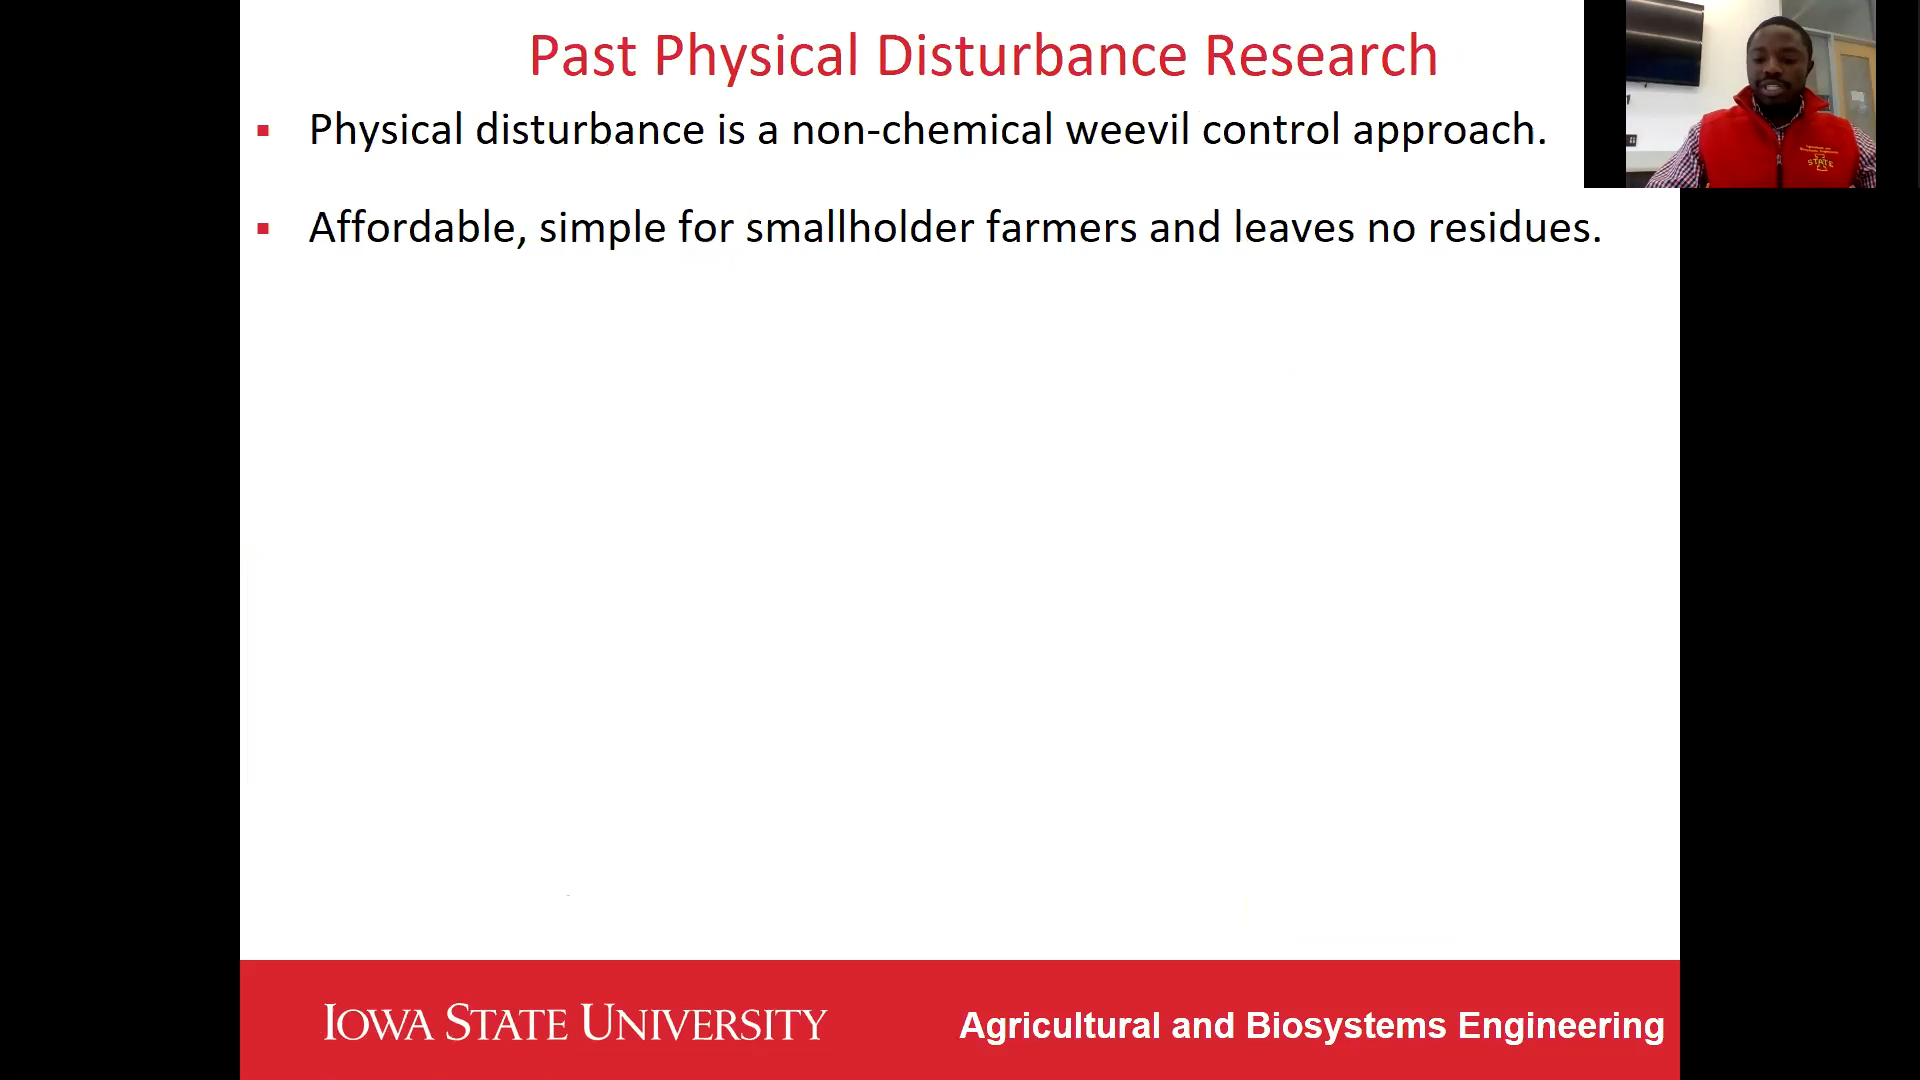 Past Physical Disturbance Research
Physical disturbance is a non-chemical weevil control approach.
Affordable, simple for smallholder farmers and leaves no residues.
STATE
IOWA STATE UNIVERSITY
Agricultural and Biosystems Engineering